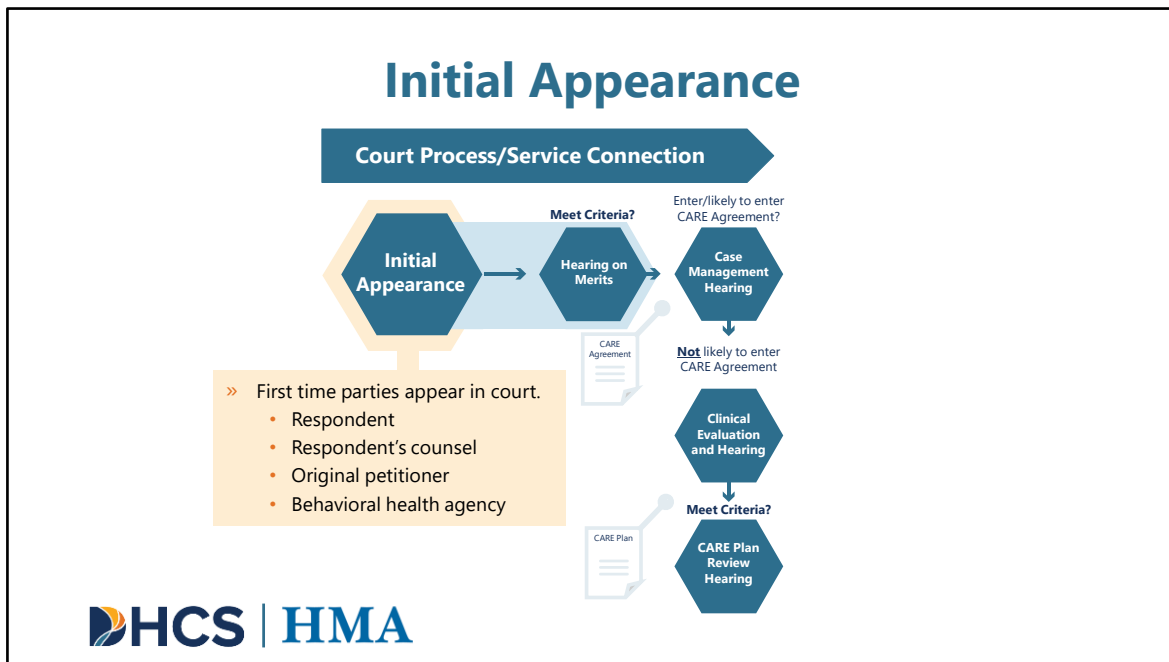 Initial Appearance
Court Process/Service Connection
Initial
Appearance
Meet Criteria?
Hearing on
Merits
Enter/likely to enter
CARE Agreement?
Case
Management
Hearing
CARE
Agreement
Not likely to enter
CARE Agreement
» First time parties appear in court.
• Respondent
• Respondent’s counsel
• Original petitioner
• Behavioral health agency
Clinical
Evaluation
and Hearing
Meet Criteria?
CARE Plan
CARE Plan
Review
Hearing
DHCS | HMA